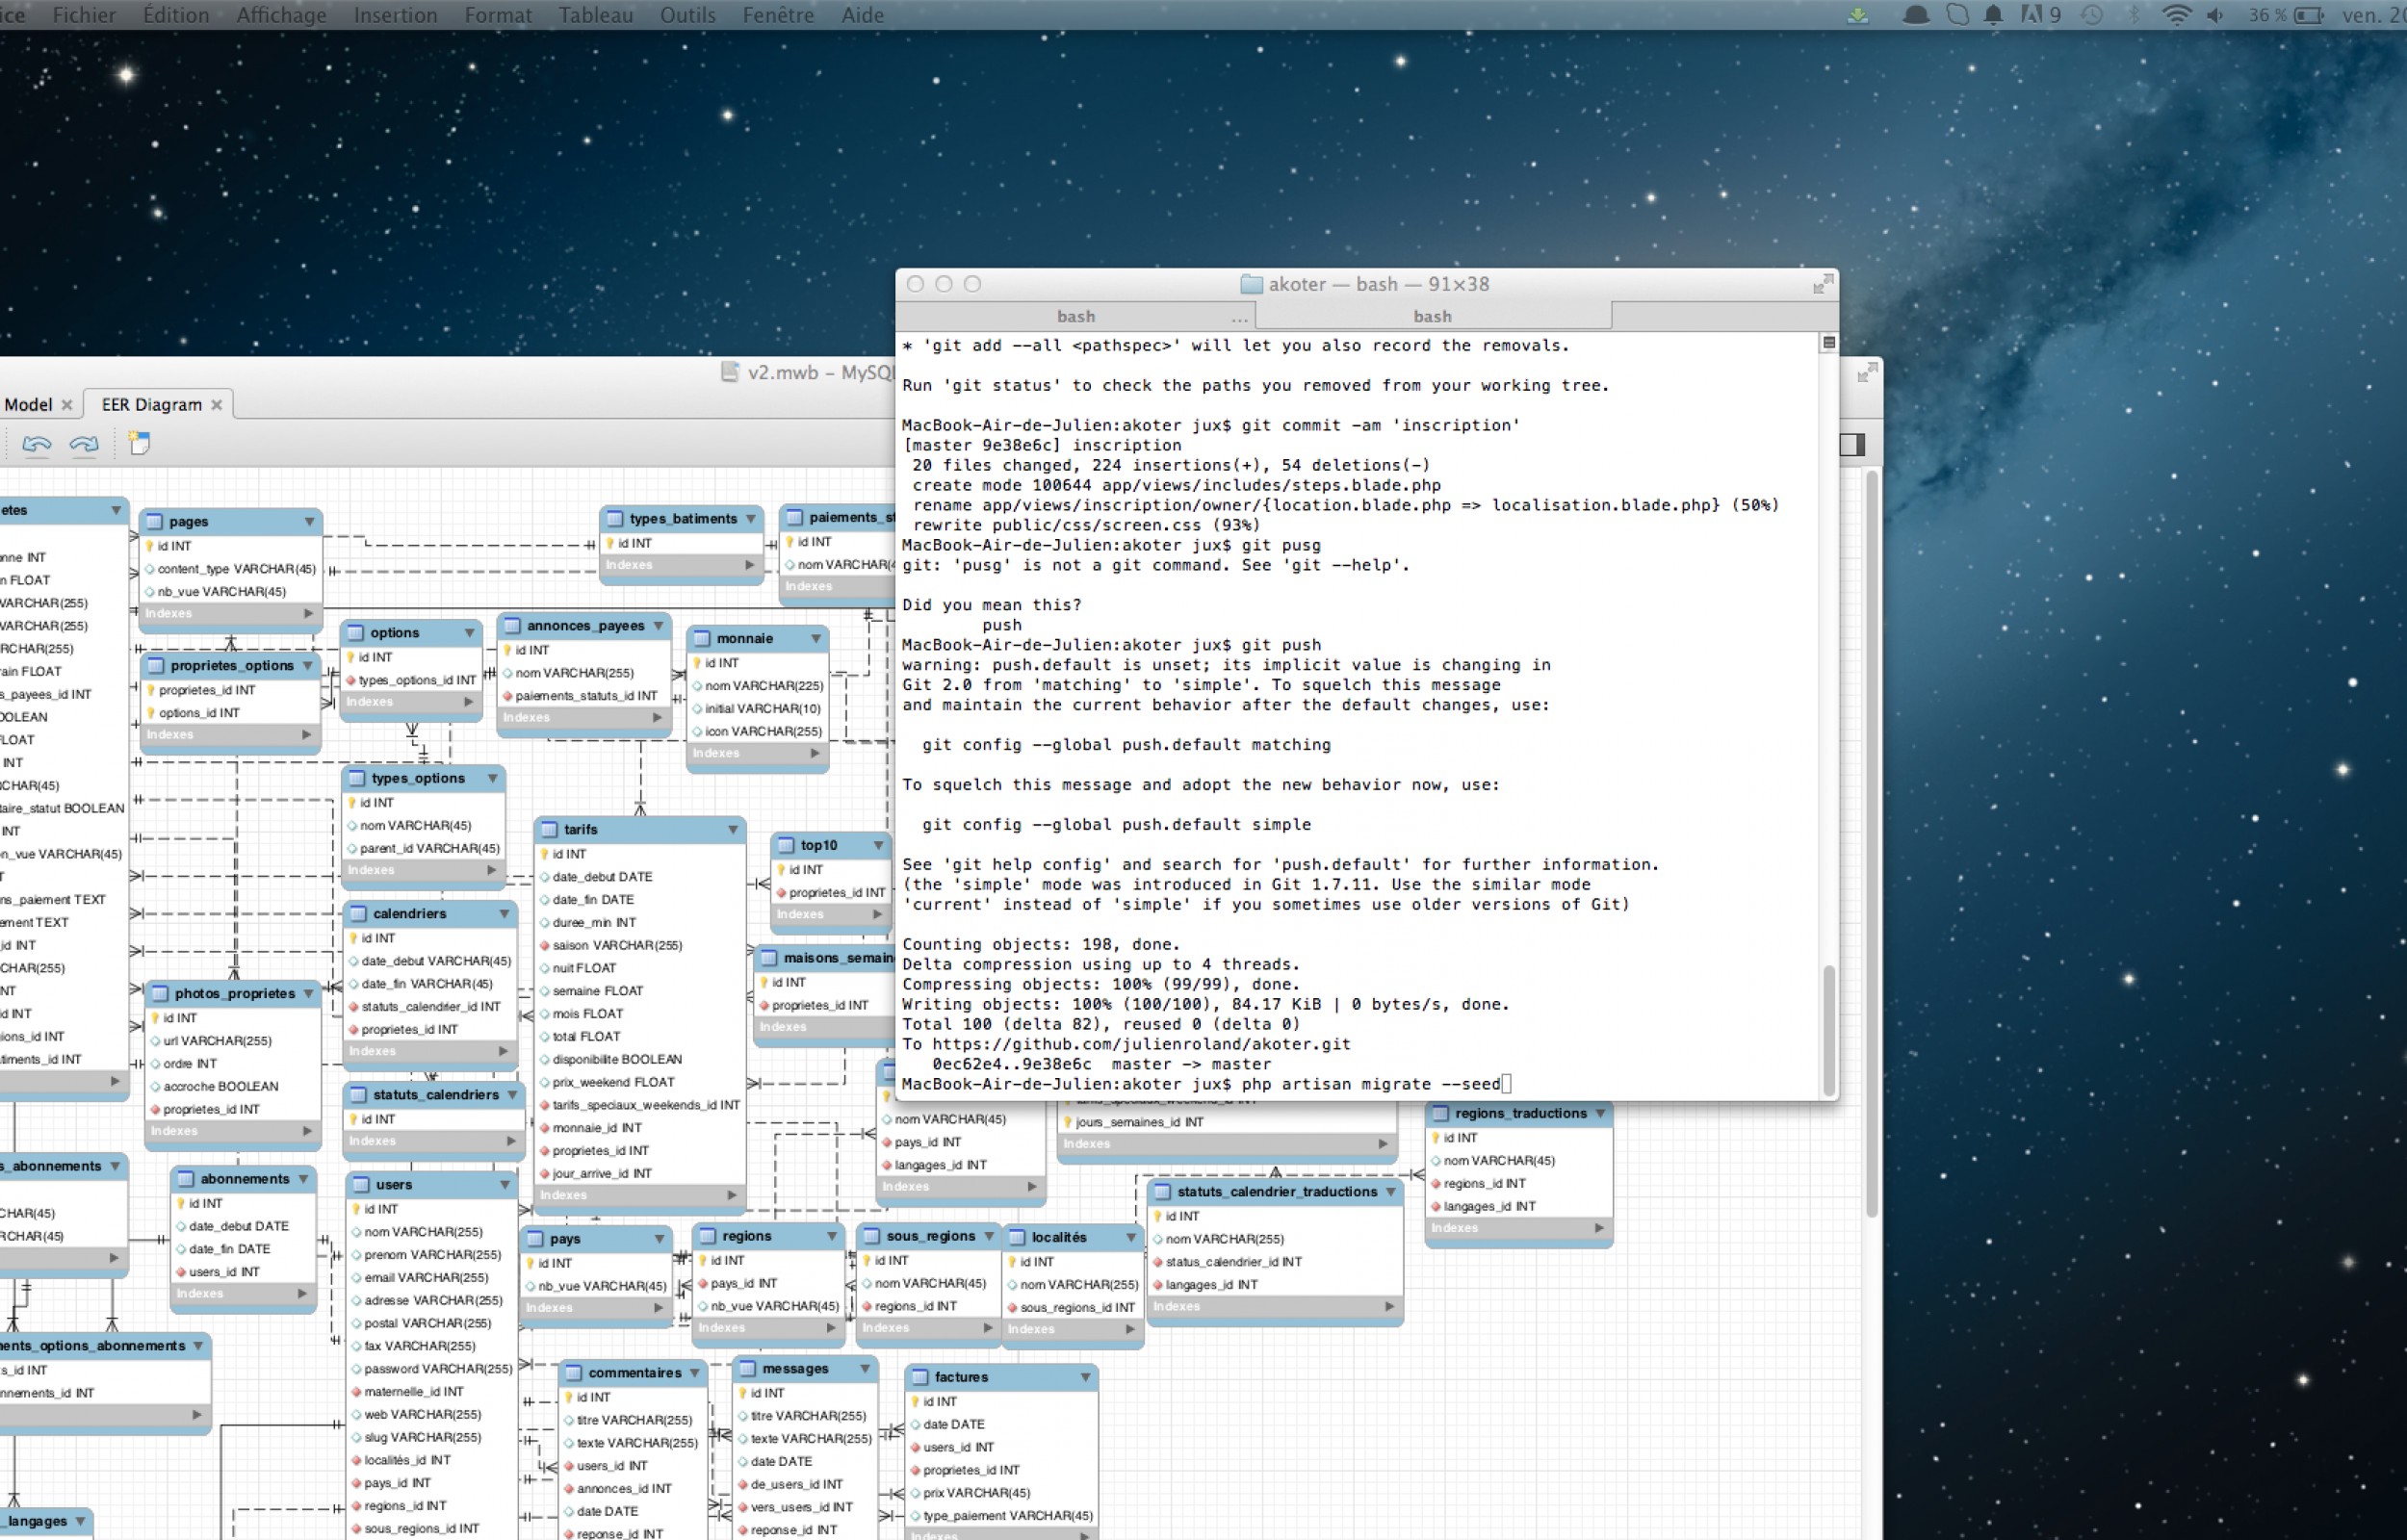 ice Fichier Édition Affichage Insertion Format Tableau Outils Fenêtre Aide
9 36 % ven. 20
akoter — bash — 91×38
bash ... bash
* 'git add --all <pathspec>' will let you also record the removals.
Run 'git status' to check the paths you removed from your working tree.
MacBook-Air-de-Julien:akoter jux$ git commit -am 'inscription'
[master 9e38e6c] inscription
20 files changed, 224 insertions(+), 54 deletions(-)
create mode 100644 app/views/includes/steps.blade.php
rename app/views/inscription/owner/{location.blade.php => localisation.blade.php} (50%)
rewrite public/css/screen.css (93%)
MacBook-Air-de-Julien:akoter jux$ git pusg
git: 'pusg' is not a git command. See 'git --help'.
Did you mean this?
push
MacBook-Air-de-Julien:akoter jux$ git push
warning: push.default is unset; its implicit value is changing in
Git 2.0 from 'matching' to 'simple'. To squelch this message
and maintain the current behavior after the default changes, use:
git config --global push.default matching
To squelch this message and adopt the new behavior now, use:
git config --global push.default simple
See 'git help config' and search for 'push.default' for further information.
(the 'simple' mode was introduced in Git 1.7.11. Use the similar mode
'current' instead of 'simple' if you sometimes use older versions of Git)
Counting objects: 198, done.
Delta compression using up to 4 threads.
Compressing objects: 100% (99/99), done.
Writing objects: 100% (100/100), 84.17 KiB | 0 bytes/s, done.
Total 100 (delta 82), reused 0 (delta 0)
To https://github.com/julienroland/akoter.git
0ec62e4..9e38e6c master -> master
MacBook-Air-de-Julien:akoter jux$ php artisan migrate --seed
v2.mwb – MySQL
Model × EER Diagram ×
etes
onne INT
n FLOAT
VARCHAR(255)
VARCHAR(255)
RCHAR(255)
rain FLOAT
s_payees_id INT
OOLEAN
FLOAT
INT
RCHAR(45)
taire_statut BOOLEAN
INT
on_vue VARCHAR(45)
ns_paiement TEXT
ement TEXT
_id INT
CHAR(255)
NT
id INT
gions_id INT
atiments_id INT
pages
id INT
content_type VARCHAR(45)
nb_vue VARCHAR(45)
Indexes
types_batiments
id INT
Indexes
paiements_st
id INT
nom VARCHAR(4
Indexes
proprietes_options
proprietes_id INT
options_id INT
Indexes
options
id INT
types_options_id INT
Indexes
annonces_payees
id INT
nom VARCHAR(255)
paiements_statuts_id INT
Indexes
monnaie
id INT
nom VARCHAR(225)
initial VARCHAR(10)
icon VARCHAR(255)
Indexes
types_options
id INT
nom VARCHAR(45)
parent_id VARCHAR(45)
Indexes
tarifs
id INT
date_debut DATE
date_fin DATE
duree_min INT
saison VARCHAR(255)
nuit FLOAT
semaine FLOAT
mois FLOAT
total FLOAT
disponibilite BOOLEAN
prix_weekend FLOAT
tarifs_speciaux_weekends_id INT
monnaie_id INT
proprietes_id INT
jour_arrive_id INT
Indexes
top10
id INT
proprietes_id INT
Indexes
calendriers
id INT
date_debut VARCHAR(45)
date_fin VARCHAR(45)
statuts_calendrier_id INT
proprietes_id INT
Indexes
maisons_semain
id INT
proprietes_id INT
Indexes
photos_proprietes
id INT
url VARCHAR(255)
ordre INT
accroche BOOLEAN
proprietes_id INT
Indexes
statuts_calendriers
id INT
Indexes
nom VARCHAR(45)
pays_id INT
langages_id INT
Indexes
jours_semaines_id INT
Indexes
regions_traductions
id INT
nom VARCHAR(45)
regions_id INT
langages_id INT
Indexes
s_abonnements
CHAR(45)
RCHAR(45)
abonnements
id INT
date_debut DATE
date_fin DATE
users_id INT
Indexes
users
id INT
nom VARCHAR(255)
prenom VARCHAR(255)
email VARCHAR(255)
adresse VARCHAR(255)
postal VARCHAR(255)
fax VARCHAR(255)
password VARCHAR(255)
maternelle_id INT
web VARCHAR(255)
slug VARCHAR(255)
localités_id INT
pays_id INT
regions_id INT
sous_regions_id INT
statuts_calendrier_traductions
id INT
nom VARCHAR(255)
status_calendrier_id INT
langages_id INT
Indexes
pays
id INT
nb_vue VARCHAR(45)
Indexes
regions
id INT
pays_id INT
nb_vue VARCHAR(45)
Indexes
sous_regions
id INT
nom VARCHAR(45)
regions_id INT
Indexes
localités
id INT
nom VARCHAR(255)
sous_regions_id INT
Indexes
ents_options_abonnements
s_id INT
nnements_id INT
commentaires
id INT
titre VARCHAR(255)
texte VARCHAR(255)
users_id INT
annonces_id INT
date DATE
reponse_id INT
messages
id INT
titre VARCHAR(255)
texte VARCHAR(255)
date DATE
de_users_id INT
vers_users_id INT
reponse_id INT
factures
id INT
date DATE
users_id INT
proprietes_id INT
prix VARCHAR(45)
type_paiement VARCHAR(45)
Indexes
_langages